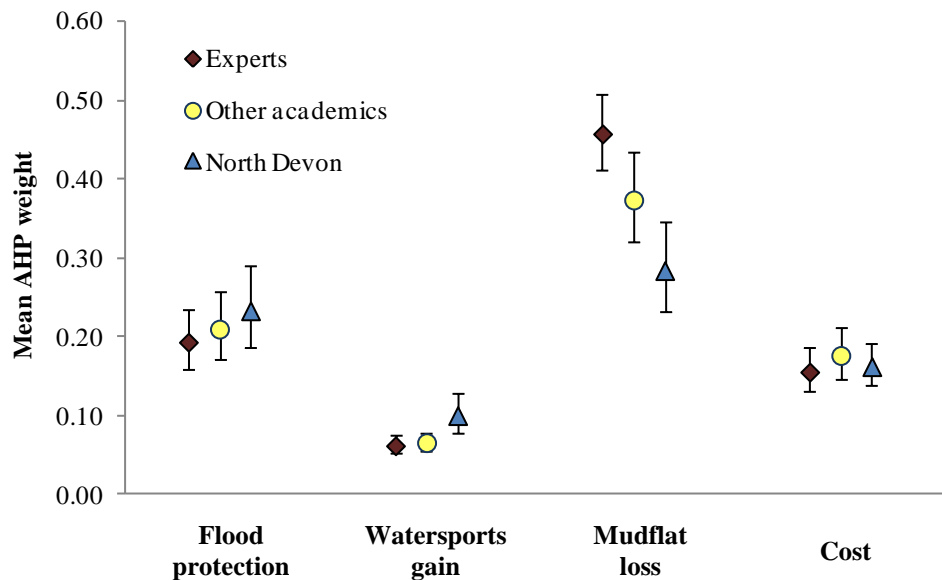 0.60
0.50
0.40
0.30
0.20
0.10
0.00
Mean AHP weight
Experts
Other academics
North Devon
Flood
protection
Watersports
gain
Mudflat
loss
Cost